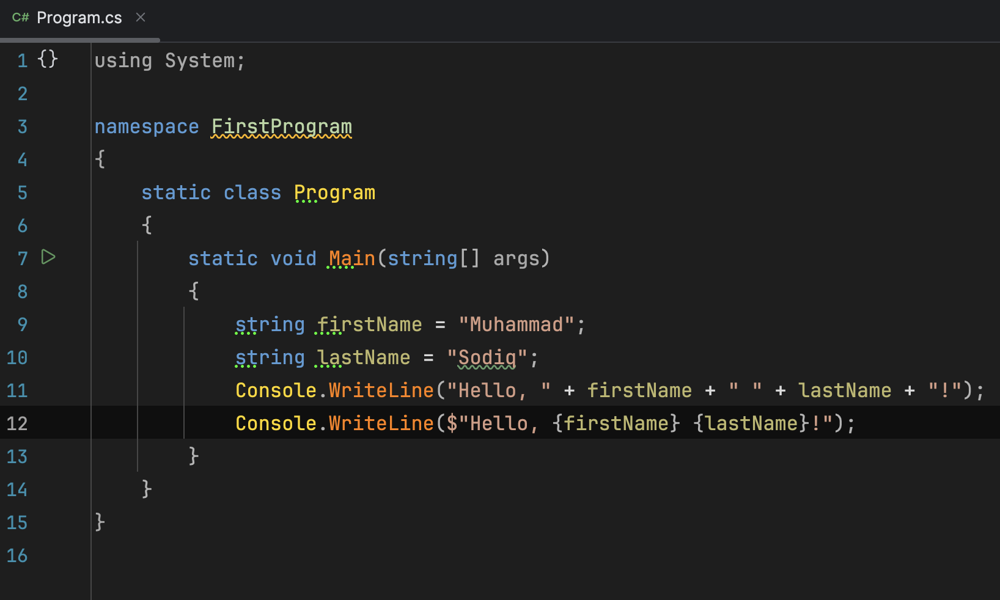 C# Program.cs ×
1 {} using System;
2
3 namespace FirstProgram
4 {
5     static class Program
6     {
7         static void Main(string[] args)
8         {
9             string firstName = "Muhammad";
10             string lastName = "Sodiq";
11             Console.WriteLine("Hello, " + firstName + " " + lastName + "!");
12             Console.WriteLine($"Hello, {firstName} {lastName}!");
13         }
14     }
15 }
16